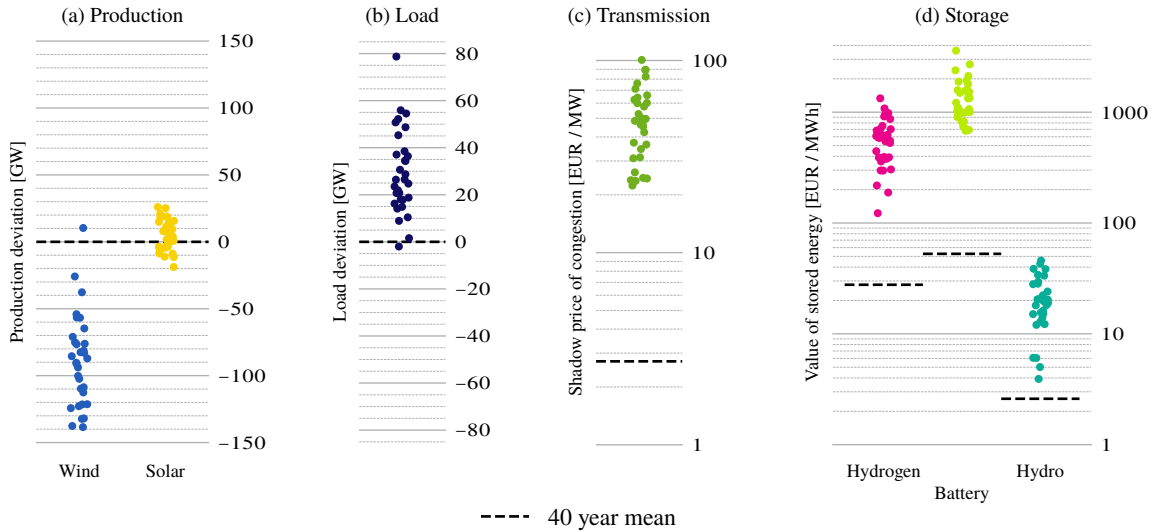 (a) Production
(b) Load
(c) Transmission
(d) Storage
Production deviation [GW]
150
100
50
0
−50
−100
−150
Wind
Solar
Load deviation [GW]
80
60
40
20
0
−20
−40
−60
−80
Shadow price of congestion [EUR / MW]
100
10
1
Value of stored energy [EUR / MWh]
1000
100
10
1
Hydrogen
Hydro
Battery
40 year mean